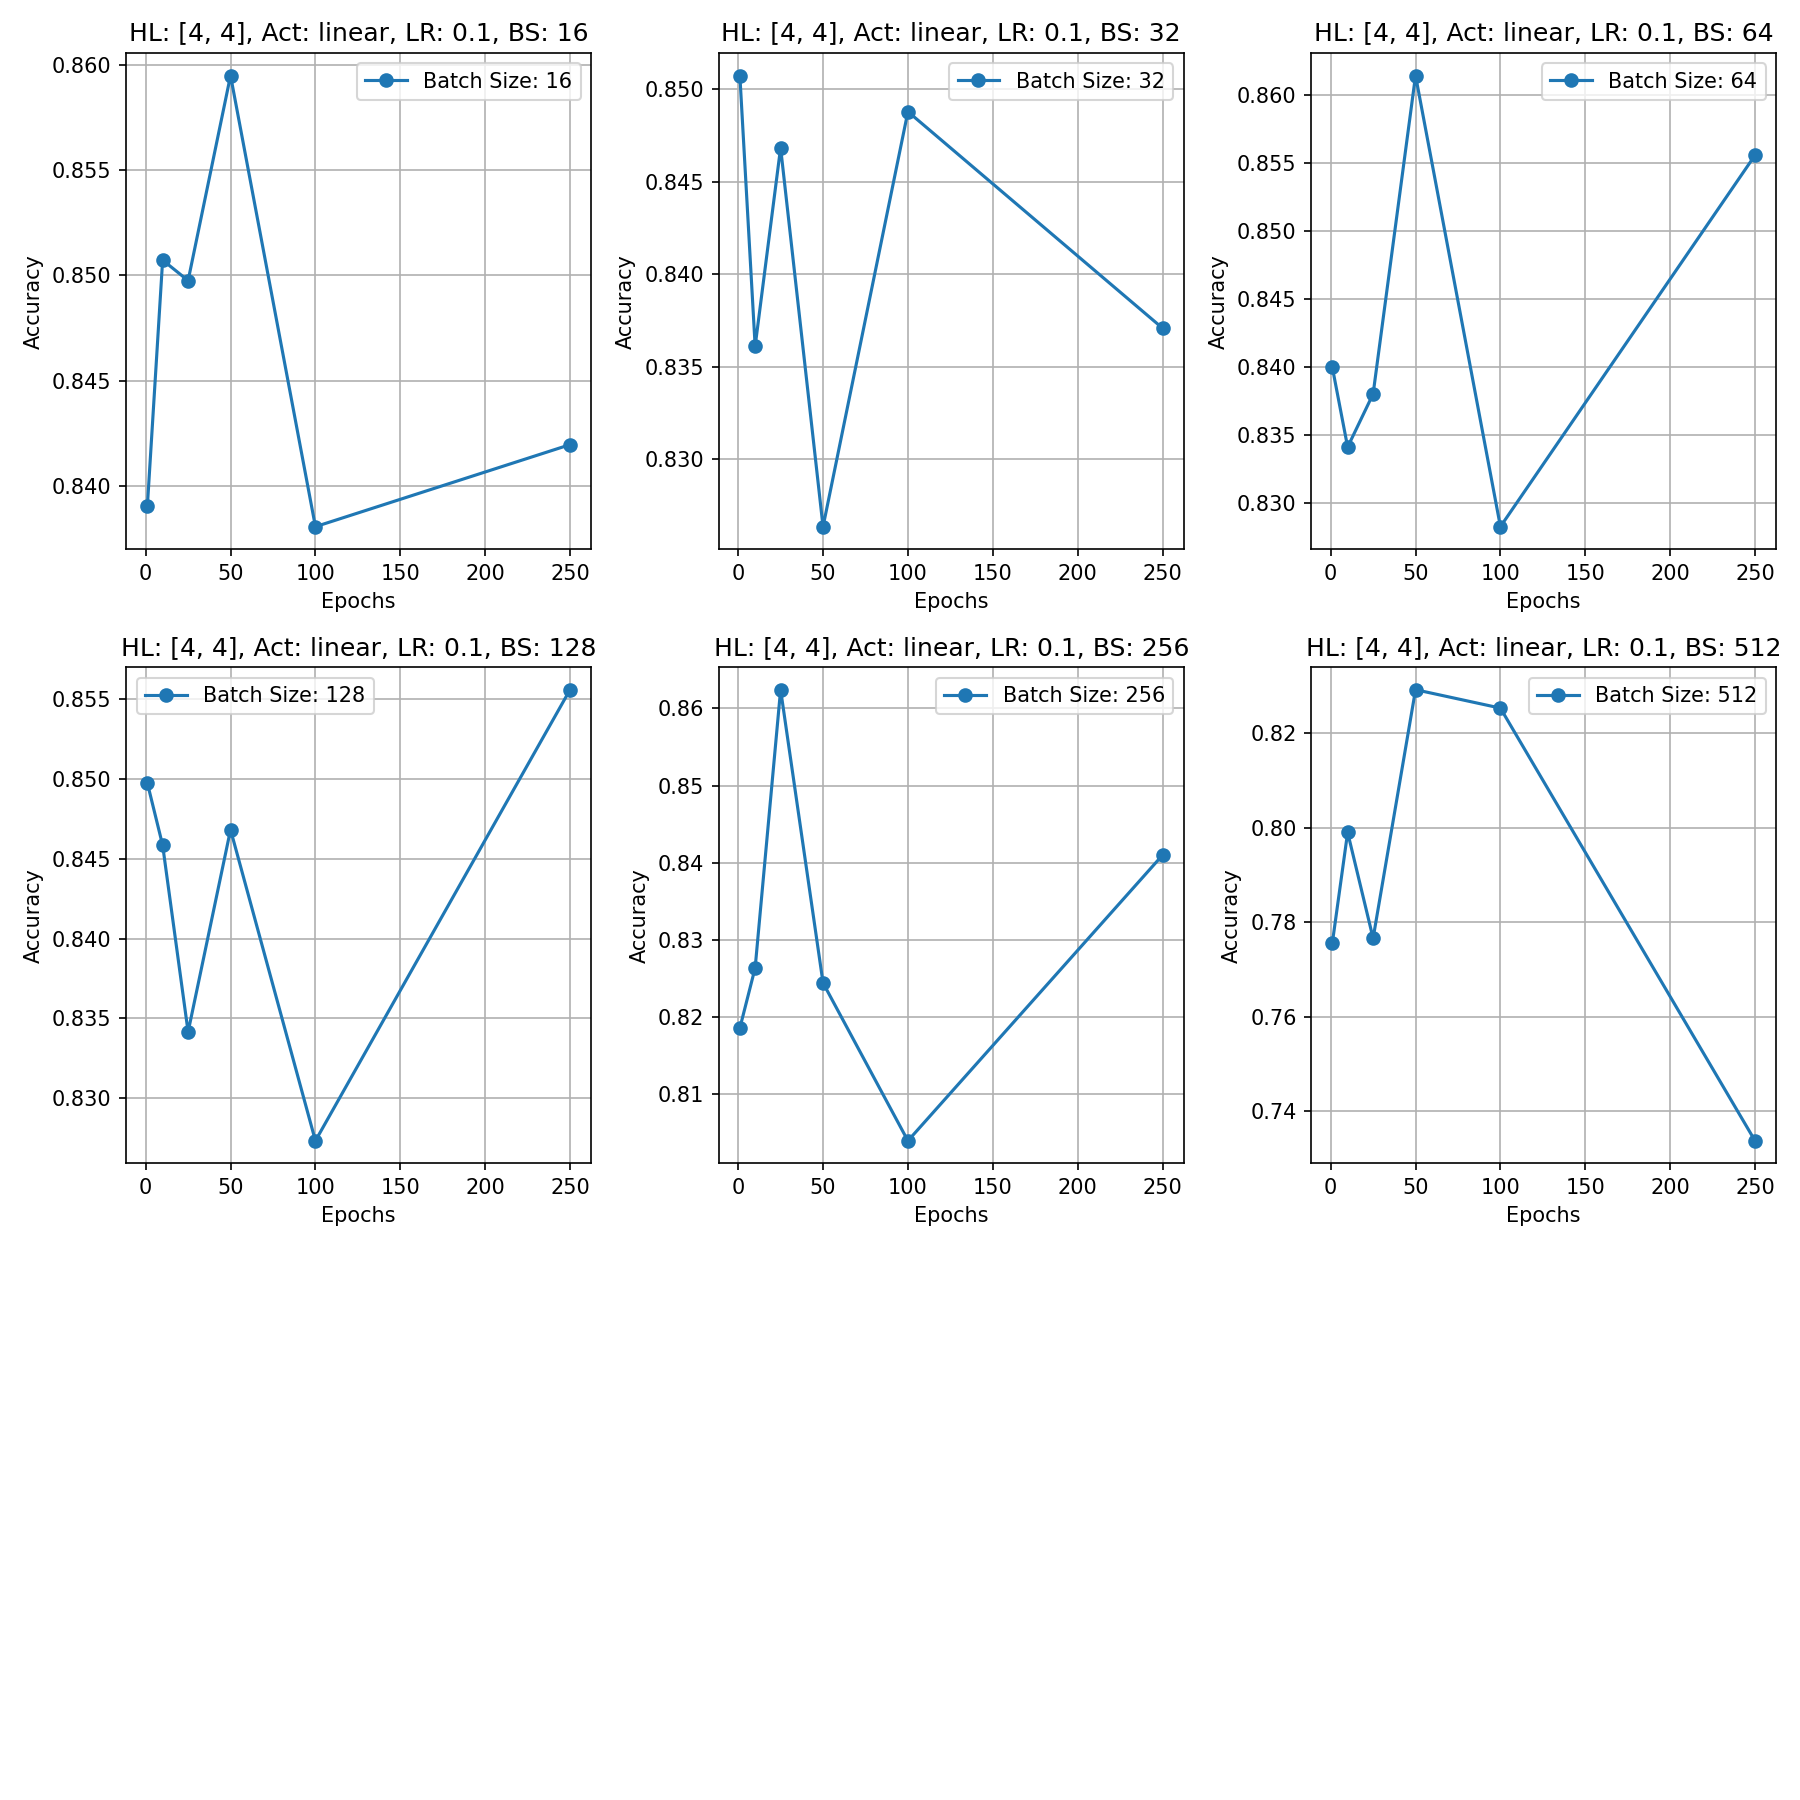 HL: [4, 4], Act: linear, LR: 0.1, BS: 16
Batch Size: 16
0.860
0.855
0.850
0.845
0.840
Accuracy
0 50 100 150 200 250
Epochs
HL: [4, 4], Act: linear, LR: 0.1, BS: 32
Batch Size: 32
0.850
0.845
0.840
0.835
0.830
Accuracy
0 50 100 150 200 250
Epochs
HL: [4, 4], Act: linear, LR: 0.1, BS: 64
Batch Size: 64
0.860
0.855
0.850
0.845
0.840
0.835
0.830
Accuracy
0 50 100 150 200 250
Epochs
HL: [4, 4], Act: linear, LR: 0.1, BS: 128
Batch Size: 128
0.855
0.850
0.845
0.840
0.835
0.830
Accuracy
0 50 100 150 200 250
Epochs
HL: [4, 4], Act: linear, LR: 0.1, BS: 256
Batch Size: 256
0.86
0.85
0.84
0.83
0.82
0.81
Accuracy
0 50 100 150 200 250
Epochs
HL: [4, 4], Act: linear, LR: 0.1, BS: 512
Batch Size: 512
0.82
0.80
0.78
0.76
0.74
Accuracy
0 50 100 150 200 250
Epochs